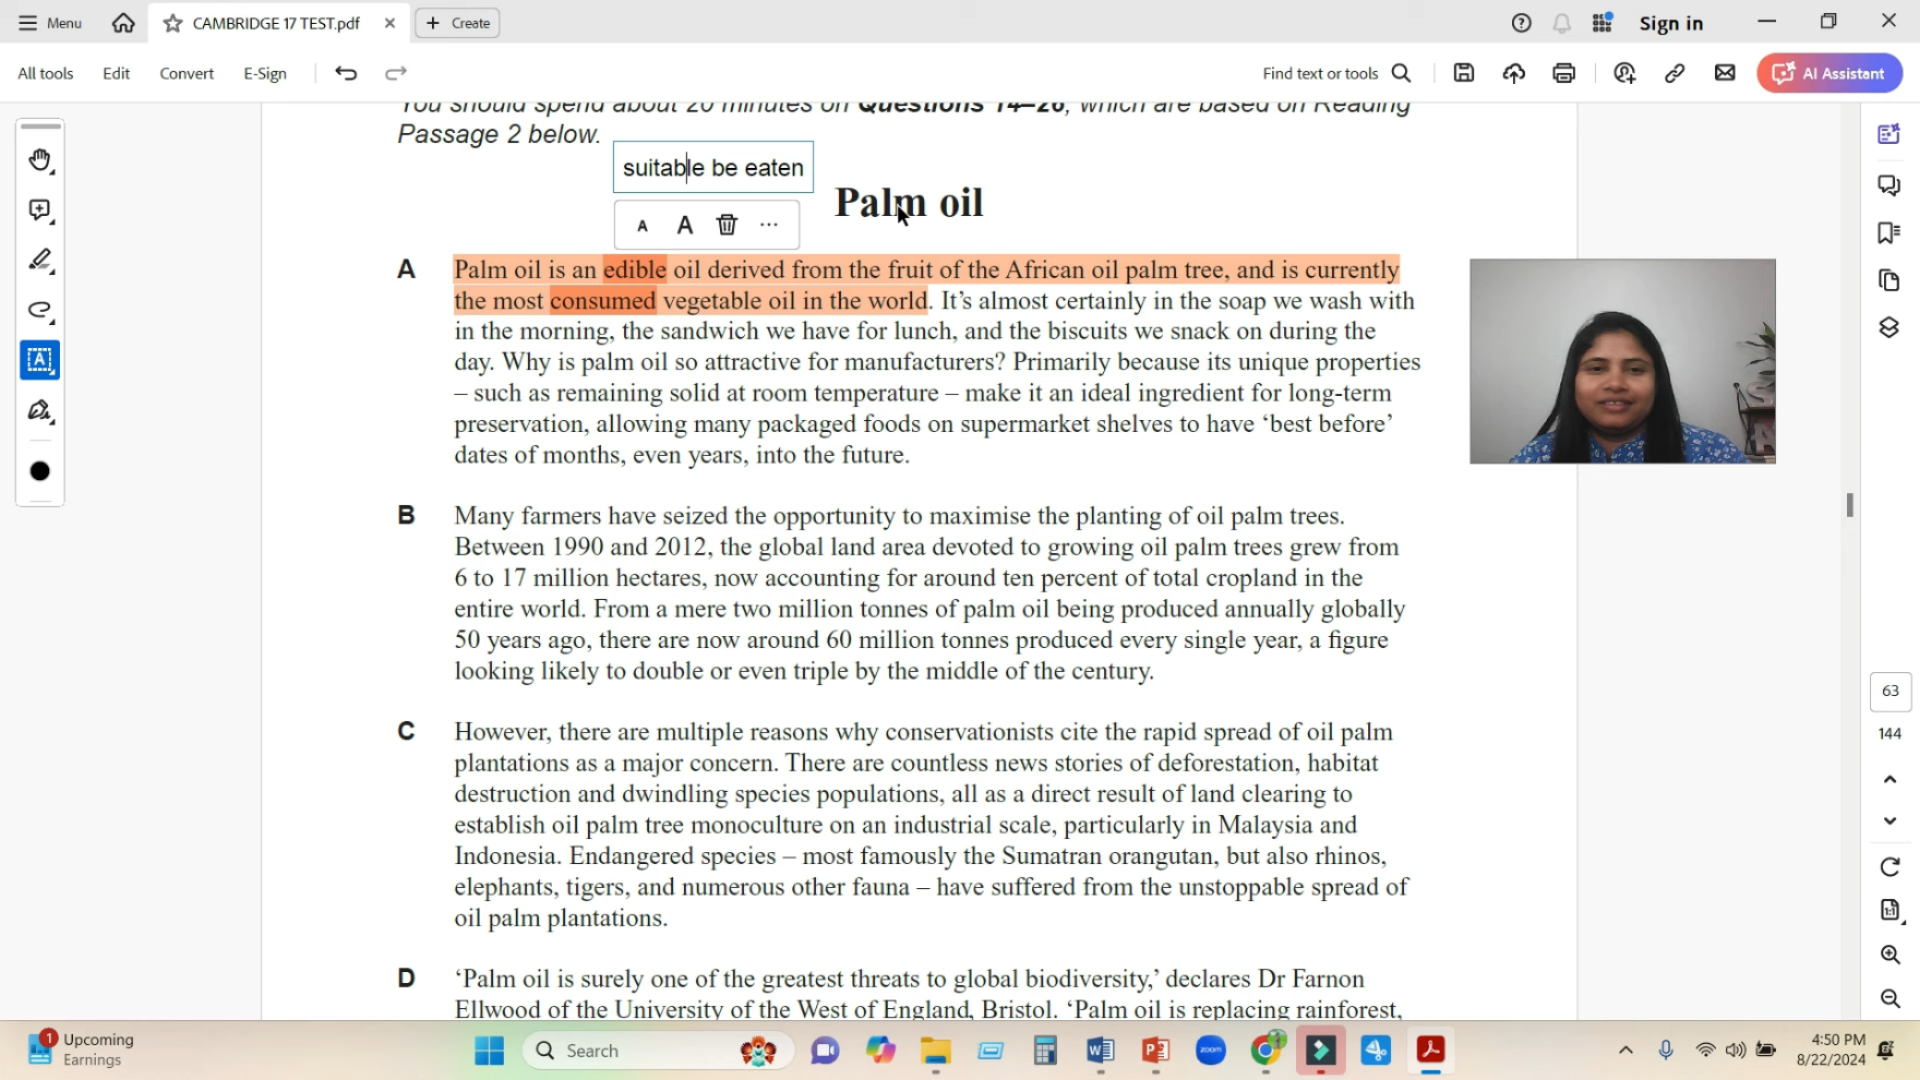 Menu
CAMBRIDGE 17 TEST.pdf
Create
Sign in
All tools
Edit
Convert
E-Sign
Find text or tools
AI Assistant
You should spend about 20 minutes on Questions 14–26, which are based on Reading
Passage 2 below.
suitable be eaten
A A ···
Palm oil
A Palm oil is an edible oil derived from the fruit of the African oil palm tree, and is currently
the most consumed vegetable oil in the world. It’s almost certainly in the soap we wash with
in the morning, the sandwich we have for lunch, and the biscuits we snack on during the
day. Why is palm oil so attractive for manufacturers? Primarily because its unique properties
– such as remaining solid at room temperature – make it an ideal ingredient for long-term
preservation, allowing many packaged foods on supermarket shelves to have ‘best before’
dates of months, even years, into the future.
B Many farmers have seized the opportunity to maximise the planting of oil palm trees.
Between 1990 and 2012, the global land area devoted to growing oil palm trees grew from
6 to 17 million hectares, now accounting for around ten percent of total cropland in the
entire world. From a mere two million tonnes of palm oil being produced annually globally
50 years ago, there are now around 60 million tonnes produced every single year, a figure
looking likely to double or even triple by the middle of the century.
C However, there are multiple reasons why conservationists cite the rapid spread of oil palm
plantations as a major concern. There are countless news stories of deforestation, habitat
destruction and dwindling species populations, all as a direct result of land clearing to
establish oil palm tree monoculture on an industrial scale, particularly in Malaysia and
Indonesia. Endangered species – most famously the Sumatran orangutan, but also rhinos,
elephants, tigers, and numerous other fauna – have suffered from the unstoppable spread of
oil palm plantations.
D ‘Palm oil is surely one of the greatest threats to global biodiversity,’ declares Dr Farnon
Ellwood of the University of the West of England, Bristol. ‘Palm oil is replacing rainforest,
63
144
1
Upcoming
Earnings
Search
zoom
4:50 PM
8/22/2024